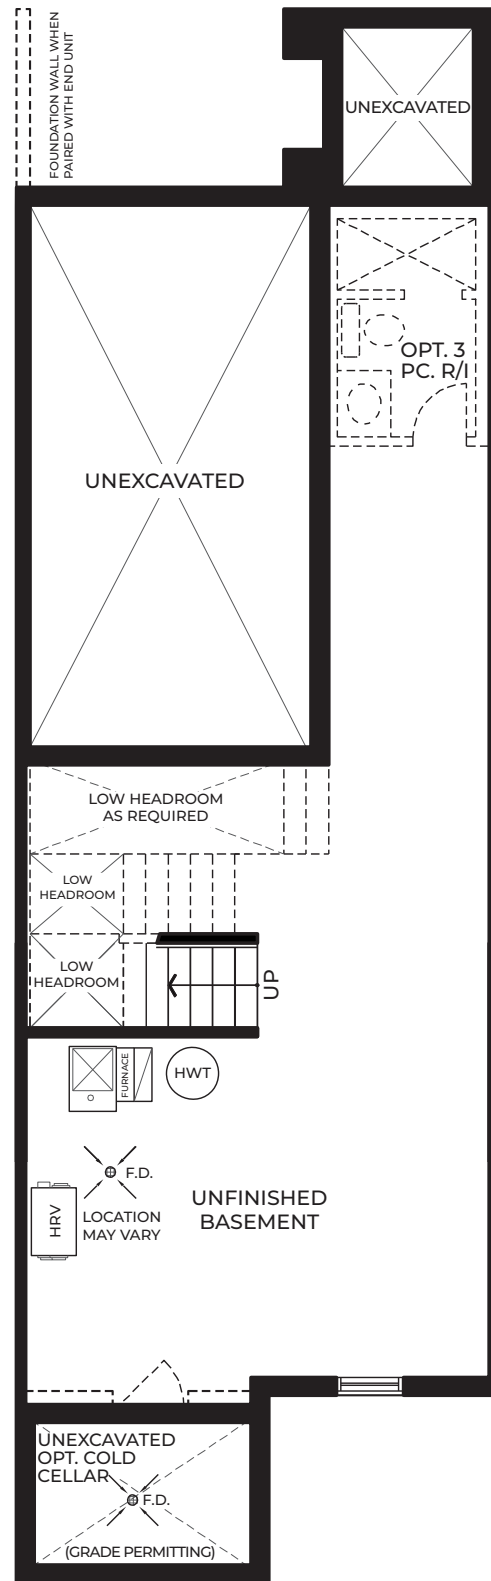 FOUNDATION WALL WHEN
PAIRED WITH END UNIT
UNEXCAVATED
OPT. 3
PC. R/I
UNEXCAVATED
LOW HEADROOM
AS REQUIRED
LOW
HEADROOM
LOW
HEADROOM
UP
FURNACE
HWT
F.D.
HRV
LOCATION
MAY VARY
UNFINISHED
BASEMENT
UNEXCAVATED
OPT. COLD
CELLAR
F.D.
(GRADE PERMITTING)